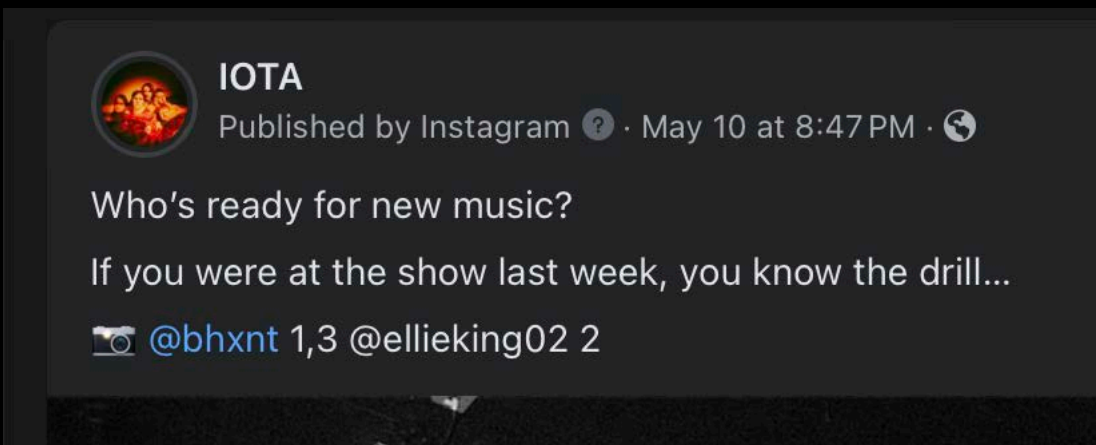 IOTA
Published by Instagram ? · May 10 at 8:47 PM ·
Who’s ready for new music?
If you were at the show last week, you know the drill...
📷 @bhxnt 1,3 @ellieking02 2